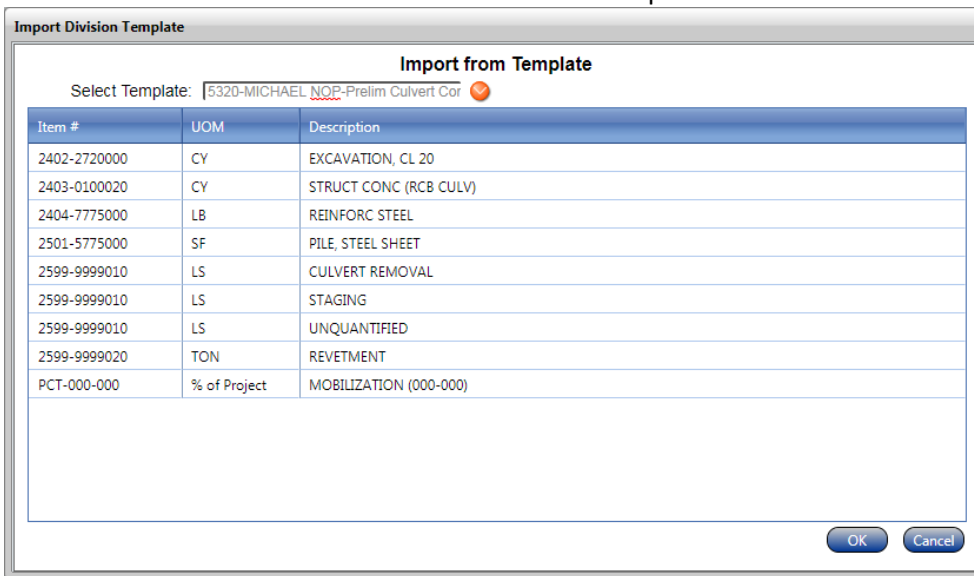 Import Division Template
Import from Template
Select Template: 5320-MICHAEL NOP-Prelim Culvert Cor
Item # UOM Description
2402-2720000 CY EXCAVATION, CL 20
2403-0100020 CY STRUCT CONC (RCB CULV)
2404-7775000 LB REINFORC STEEL
2501-5775000 SF PILE, STEEL SHEET
2599-9999010 LS CULVERT REMOVAL
2599-9999010 LS STAGING
2599-9999010 LS UNQUANTIFIED
2599-9999020 TON REVETMENT
PCT-000-000 % of Project MOBILIZATION (000-000)
OK Cancel